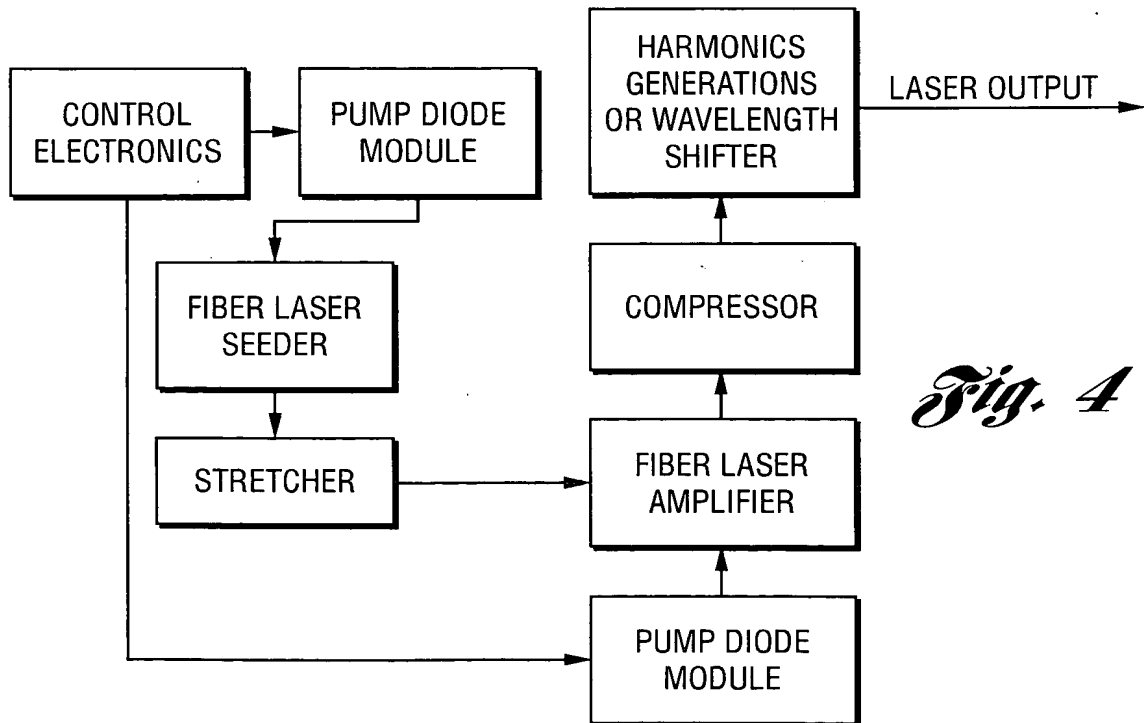 CONTROL
ELECTRONICS
PUMP DIODE
MODULE
HARMONICS
GENERATIONS
OR WAVELENGTH
SHIFTER
LASER OUTPUT
FIBER LASER
SEEDER
COMPRESSOR
STRETCHER
FIBER LASER
AMPLIFIER
PUMP DIODE
MODULE
Fig. 4